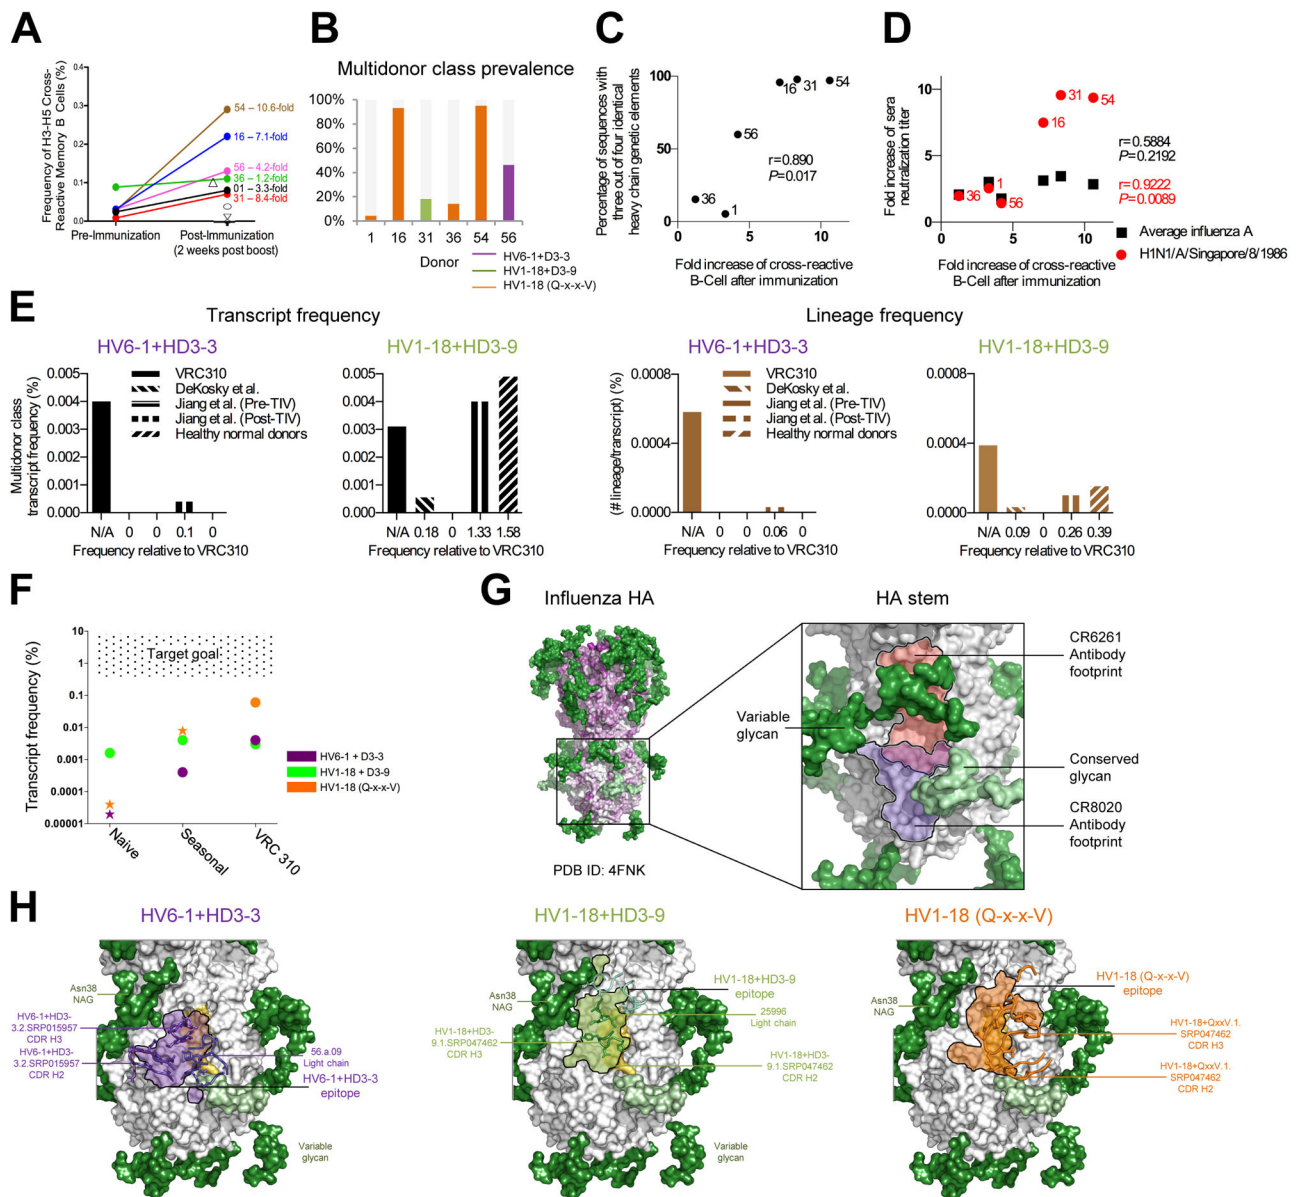 A
Frequency of H3-H5 Cross-
Reactive Memory B Cells (%)
0.4
0.3
0.2
0.1
0.0
54 – 10.6-fold
16 – 7.1-fold
56 – 4.2-fold
36 – 1.2-fold
01 – 3.3-fold
31 – 8.4-fold
Pre-Immunization
Post-Immunization
(2 weeks post boost)
B
Multidonor class prevalence
100%
80%
60%
40%
20%
0%
1 16 31 36 54 56
Donor
HV6-1+D3-3
HV1-18+D3-9
HV1-18 (Q-x-x-V)
C
Percentage of sequences with
three out of four identical
heavy chain genetic elements
100
50
0
16 31 54
56
36
1
r=0.890
P=0.017
0 5 10
Fold increase of cross-reactive
B-Cell after immunization
D
Fold increase of sera
neutralization titer
10
5
0
31
54
16
1
36
56
r=0.5884
P=0.2192
r=0.9222
P=0.0089
0 5 10
Fold increase of cross-reactive
B-Cell after immunization
Average influenza A
H1N1/A/Singapore/8/1986
E
Transcript frequency
HV6-1+HD3-3
Multidonor class
transcript frequency (%)
0.005
0.004
0.003
0.002
0.001
0.000
VRC310
DeKosky et al.
Jiang et al. (Pre-TIV)
Jiang et al. (Post-TIV)
Healthy normal donors
N/A 0 0 0.1 0
Frequency relative to VRC310
HV1-18+HD3-9
0.005
0.004
0.003
0.002
0.001
0.000
N/A 0.18 0 1.33 1.58
Frequency relative to VRC310
Lineage frequency
HV6-1+HD3-3
(# lineage/transcript) (%)
0.0008
0.0004
0.0000
VRC310
DeKosky et al.
Jiang et al. (Pre-TIV)
Jiang et al. (Post-TIV)
Healthy normal donors
N/A 0 0 0.06 0
Frequency relative to VRC310
HV1-18+HD3-9
0.0008
0.0004
0.0000
N/A 0.09 0 0.26 0.39
Frequency relative to VRC310
F
Transcript frequency (%)
10
1
0.1
0.01
0.001
0.0001
0.00001
Target goal
Naive
Seasonal
VRC 310
HV6-1 + D3-3
HV1-18 + D3-9
HV1-18 (Q-x-x-V)
G
Influenza HA
PDB ID: 4FNK
HA stem
Variable
glycan
CR6261
Antibody
footprint
Conserved
glycan
CR8020
Antibody
footprint
H
HV6-1+HD3-3
Asn38
NAG
HV6-1+HD3-
3.2.SRP015957
CDR H3
HV6-1+HD3-
3.2.SRP015957
CDR H2
56.a.09
Light chain
HV6-1+HD3-3
epitope
Variable
glycan
HV1-18+HD3-9
Asn38
NAG
HV1-18+HD3-
9.1.SRP047462
CDR H3
HV1-18+HD3-9
epitope
25996
Light chain
HV1-18+HD3-
9.1.SRP047462
CDR H2
Variable
glycan
HV1-18 (Q-x-x-V)
Asn38
NAG
HV1-18 (Q-x-x-V)
epitope
HV1-18+QxxV.1.
SRP047462
CDR H3
HV1-18+QxxV.1.
SRP047462
CDR H2